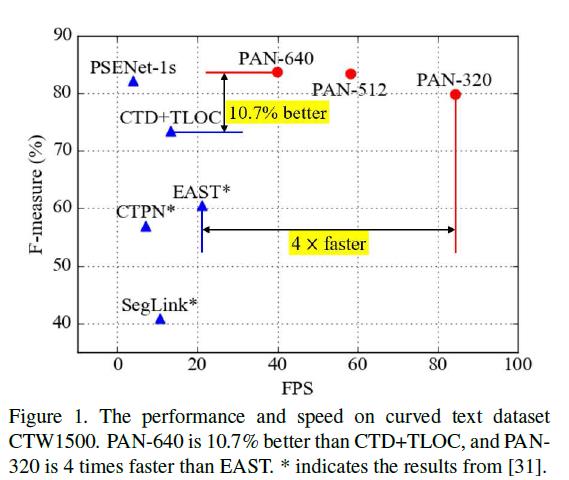 90
PSENet-1s
PAN-640
80
PAN-512
PAN-320
CTD+TLOC
10.7% better
70
F-measure (%)
EAST*
60
CTPN*
4 × faster
50
SegLink*
40
0 20 40 60 80 100
FPS
Figure 1. The performance and speed on curved text dataset
CTW1500. PAN-640 is 10.7% better than CTD+TLOC, and PAN-
320 is 4 times faster than EAST. * indicates the results from [31].